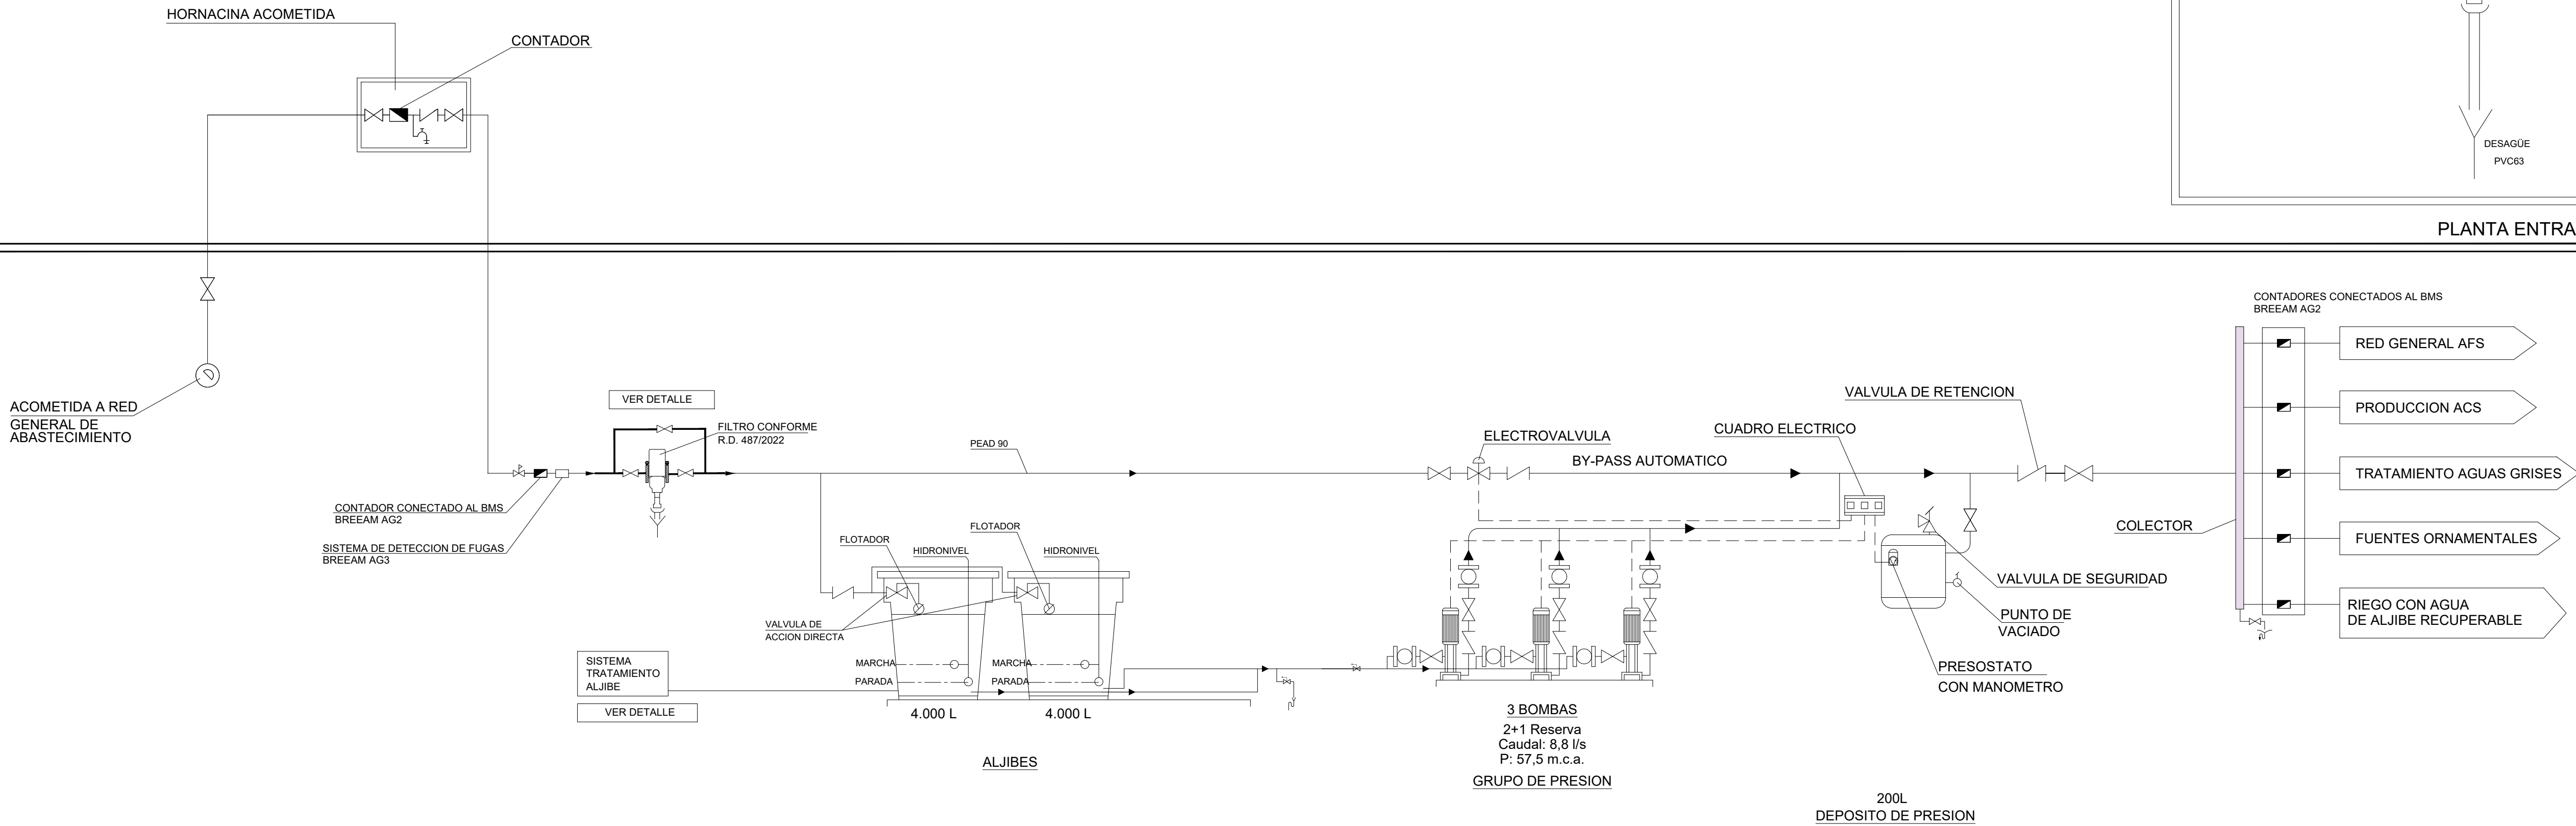 HORNACINA ACOMETIDA
CONTADOR
DESAGÜE
PVC63
PLANTA ENTRA
ACOMETIDA A RED
GENERAL DE
ABASTECIMIENTO
VER DETALLE
FILTRO CONFORME
R.D. 487/2022
CONTADOR CONECTADO AL BMS
BREEAM AG2
SISTEMA DE DETECCION DE FUGAS
BREEAM AG3
PEAD 90
FLOTADOR
HIDRONIVEL
FLOTADOR
HIDRONIVEL
VALVULA DE
ACCION DIRECTA
MARCHA
PARADA
MARCHA
PARADA
SISTEMA
TRATAMIENTO
ALJIBE
VER DETALLE
4.000 L
4.000 L
ALJIBES
ELECTROVALVULA
BY-PASS AUTOMATICO
CUADRO ELECTRICO
VALVULA DE RETENCION
3 BOMBAS
2+1 Reserva
Caudal: 8,8 l/s
P: 57,5 m.c.a.
GRUPO DE PRESION
VALVULA DE SEGURIDAD
PUNTO DE
VACIADO
PRESOSTATO
CON MANOMETRO
200L
DEPOSITO DE PRESION
COLECTOR
CONTADORES CONECTADOS AL BMS
BREEAM AG2
RED GENERAL AFS
PRODUCCION ACS
TRATAMIENTO AGUAS GRISES
FUENTES ORNAMENTALES
RIEGO CON AGUA
DE ALJIBE RECUPERABLE